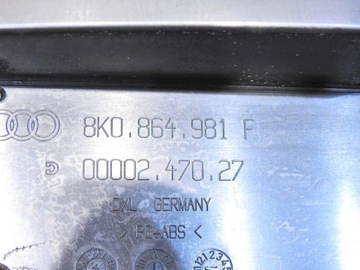 8K0.864.981 F
00002.470.27
DXL GERMANY
>PC+ABS<